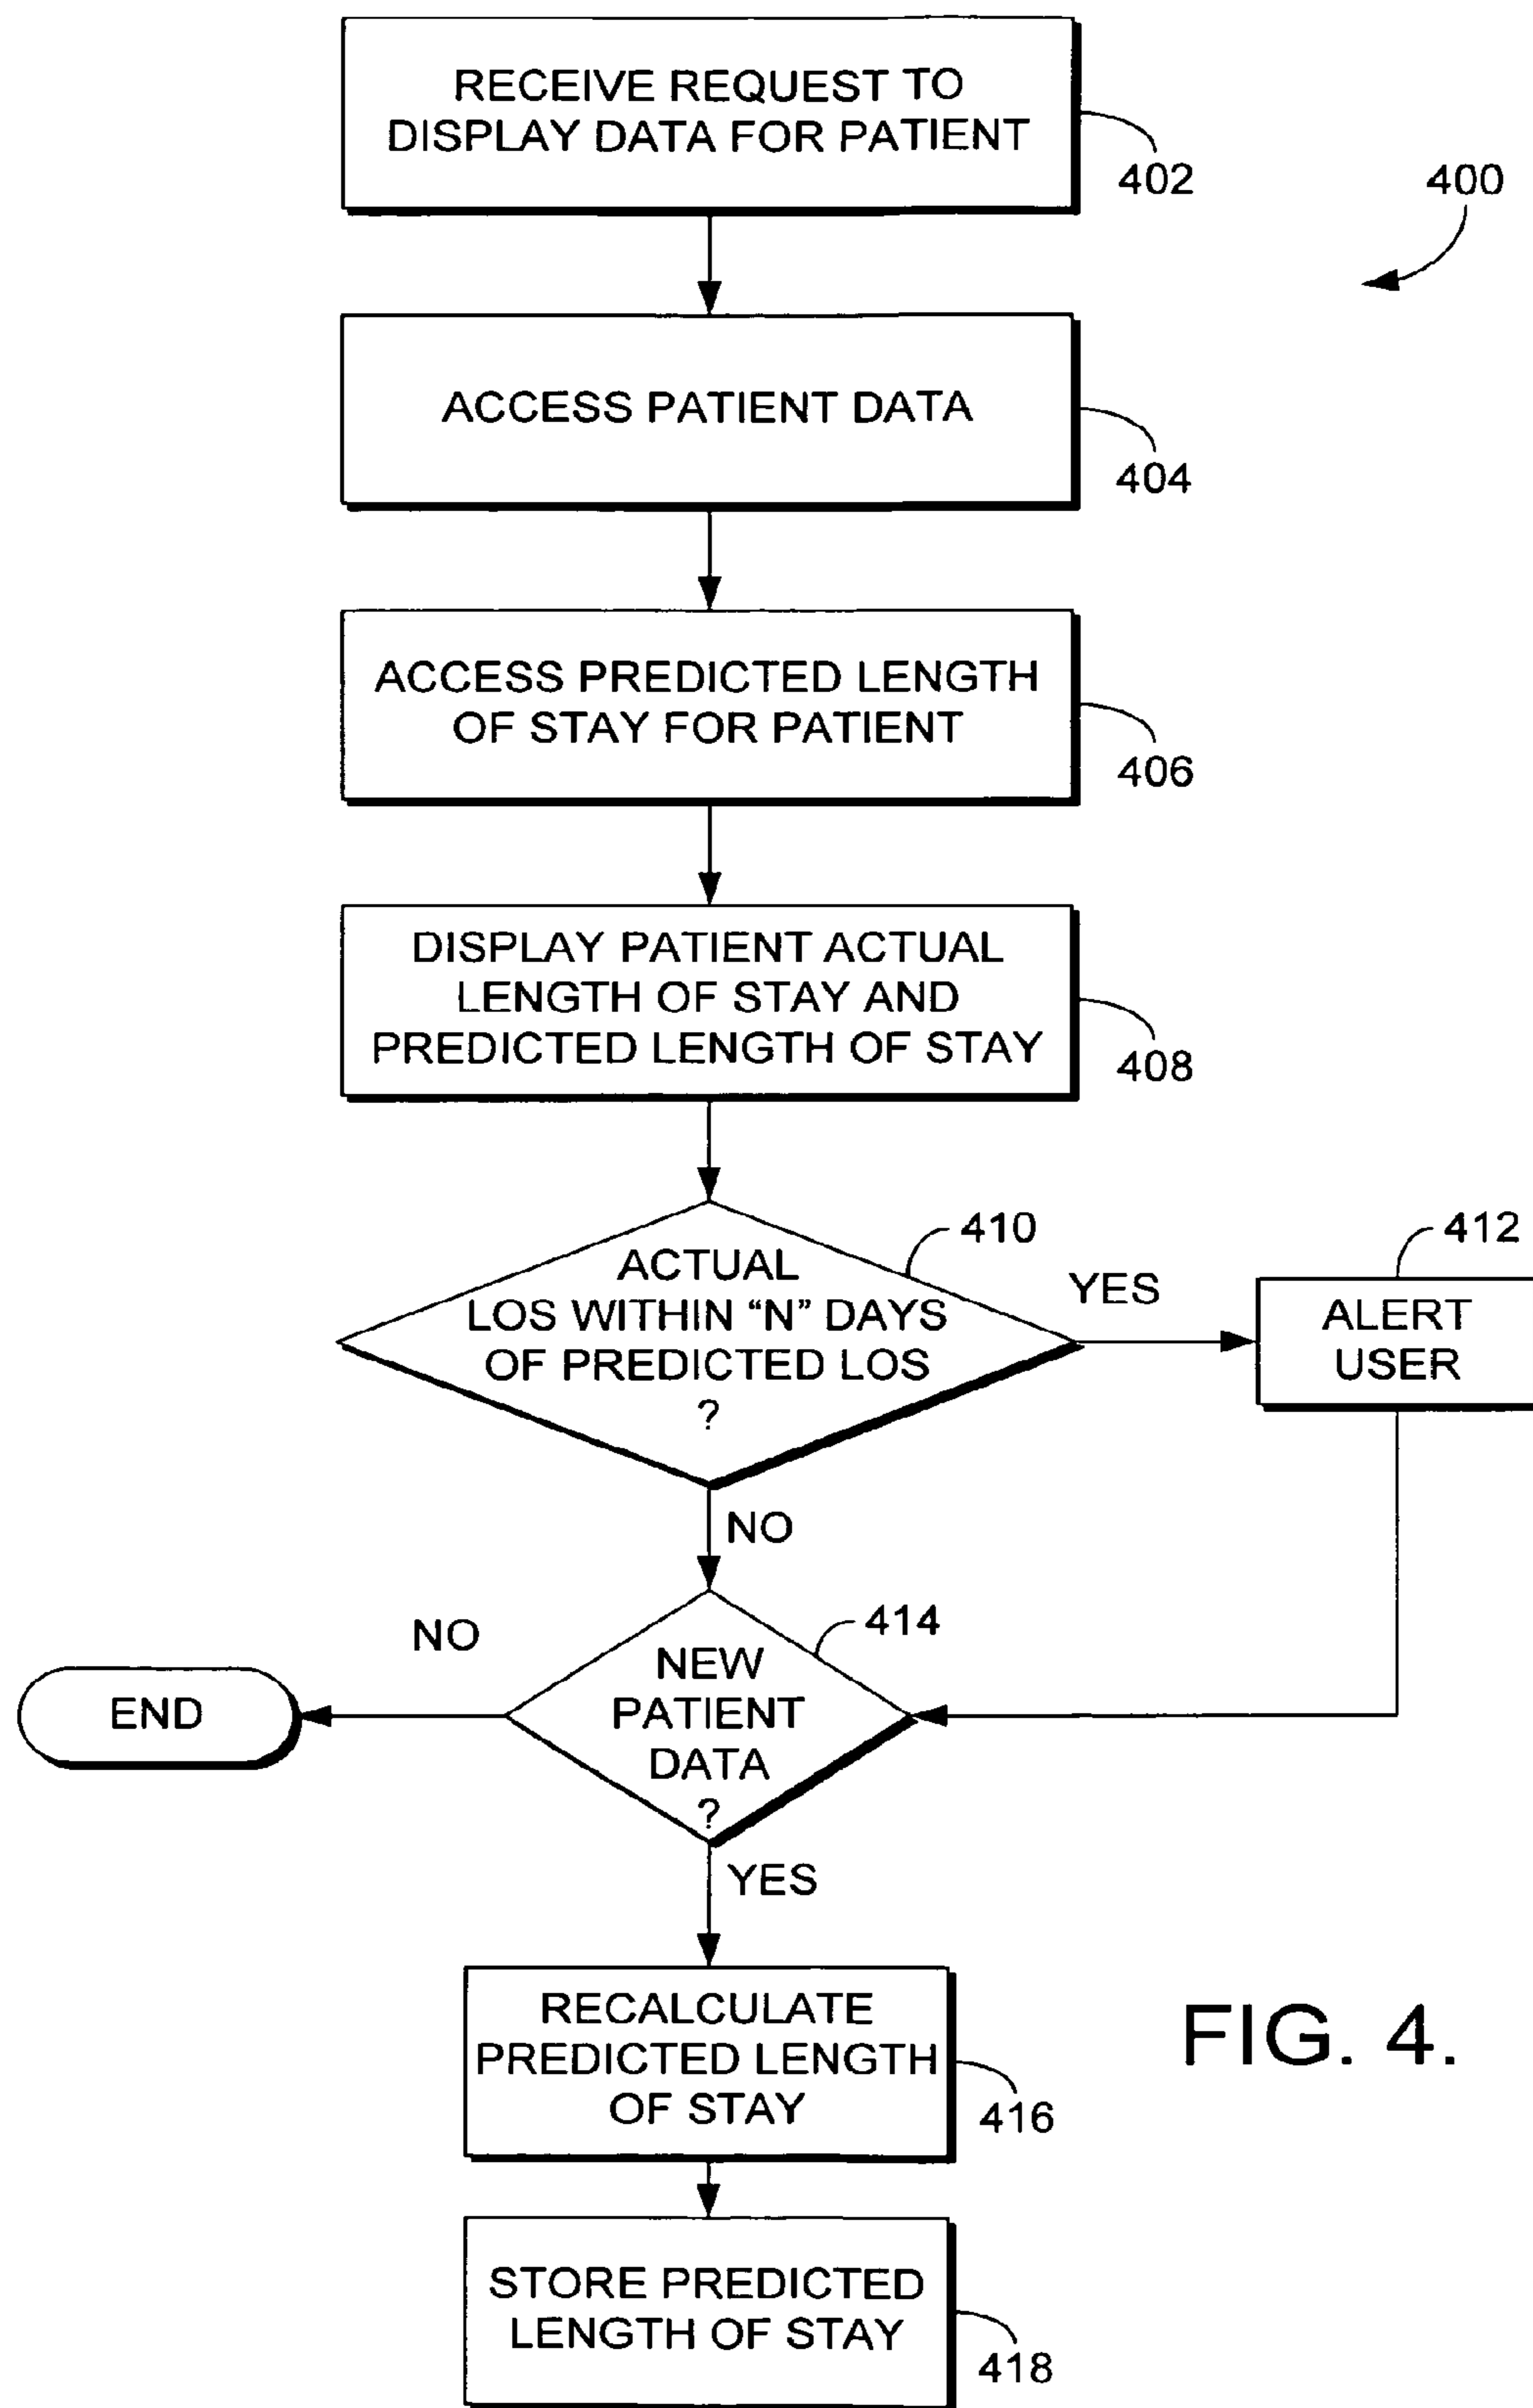 RECEIVE REQUEST TO
DISPLAY DATA FOR PATIENT
402
400
ACCESS PATIENT DATA
404
ACCESS PREDICTED LENGTH
OF STAY FOR PATIENT
406
DISPLAY PATIENT ACTUAL
LENGTH OF STAY AND
PREDICTED LENGTH OF STAY
408
ACTUAL
LOS WITHIN “N” DAYS
OF PREDICTED LOS
?
410
YES
412
ALERT
USER
NO
NO
414
NEW
PATIENT
DATA
?
END
YES
RECALCULATE
PREDICTED LENGTH
OF STAY
416
FIG. 4.
STORE PREDICTED
LENGTH OF STAY
418